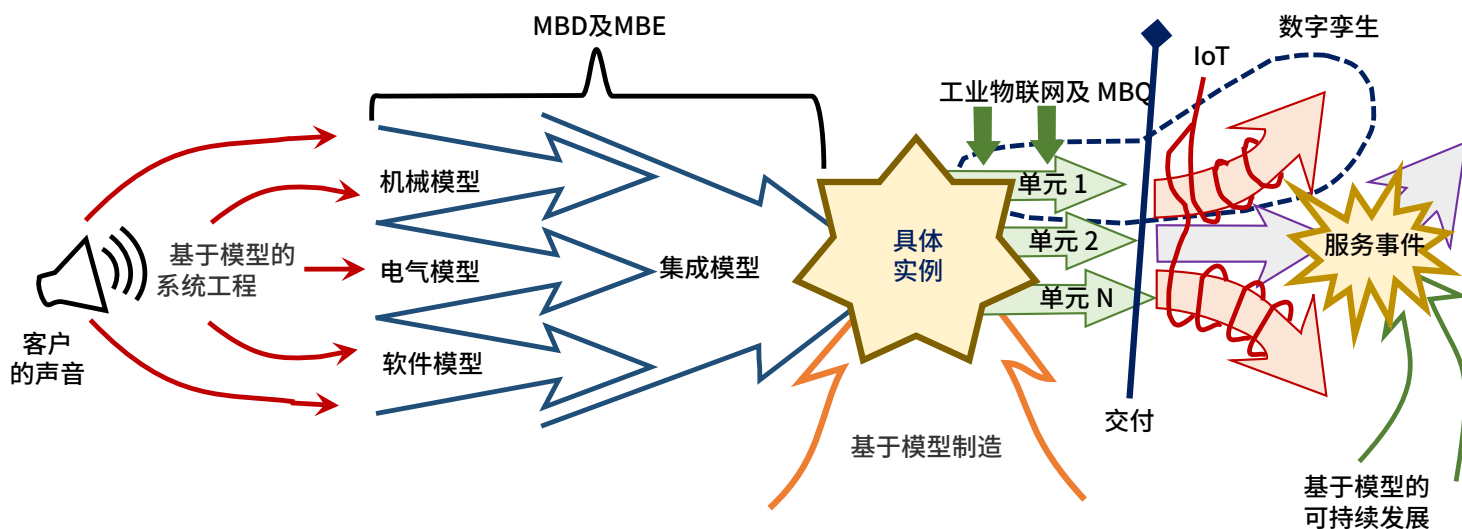 MBD及MBE
数字孪生
IoT
工业物联网及 MBQ
机械模型
单元 1
基于模型的
系统工程
具体
实例
单元 2
服务事件
电气模型
集成模型
单元 N
客户
的声音
软件模型
交付
基于模型制造
基于模型的
可持续发展